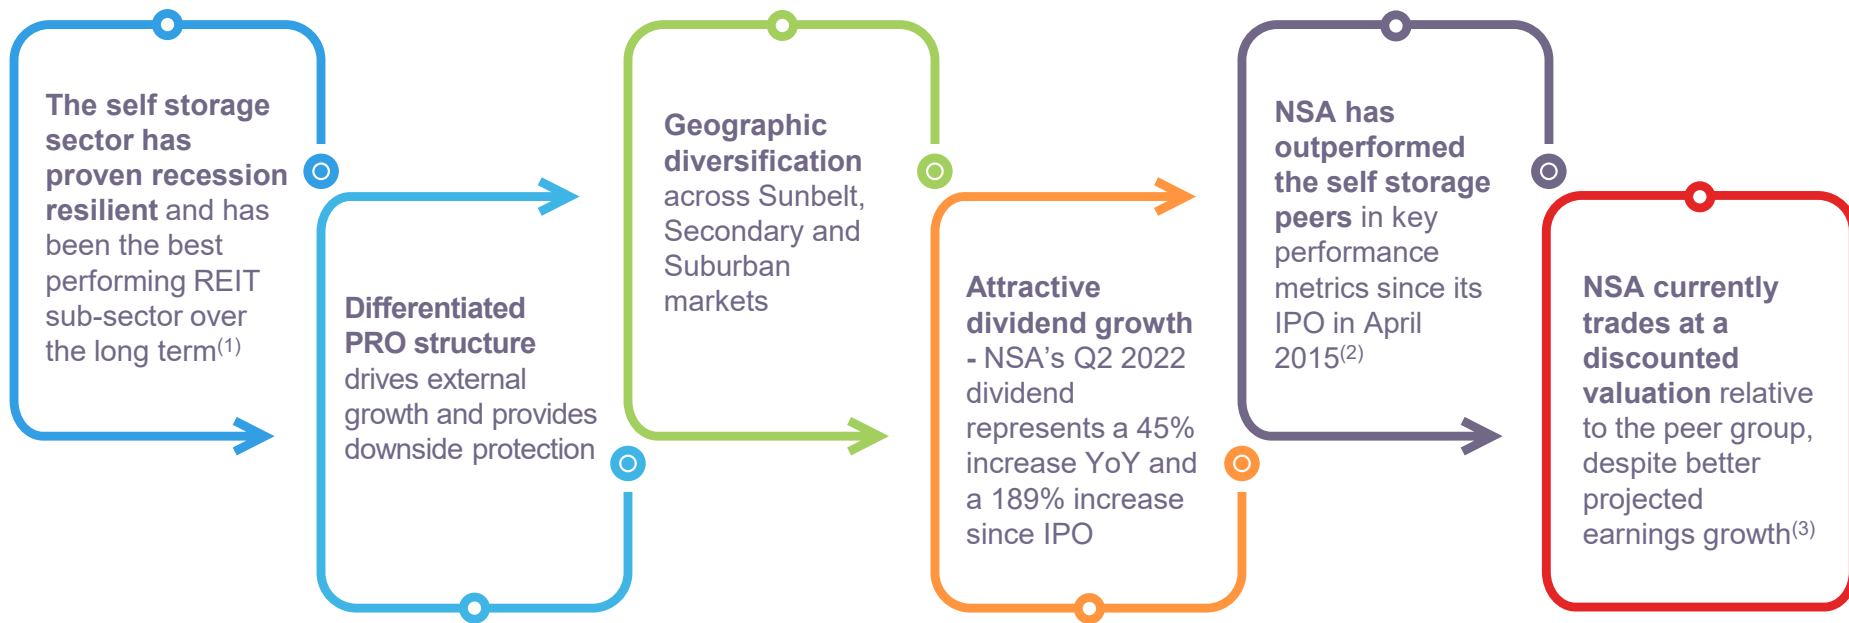 The self storage
sector has
proven recession
resilient and has
been the best
performing REIT
sub-sector over
the long term(1)
Differentiated
PRO structure
drives external
growth and provides
downside protection
Geographic
diversification
across Sunbelt,
Secondary and
Suburban
markets
Attractive
dividend growth
- NSA’s Q2 2022
dividend
represents a 45%
increase YoY and
a 189% increase
since IPO
NSA has
outperformed
the self storage
peers in key
performance
metrics since its
IPO in April
2015(2)
NSA currently
trades at a
discounted
valuation relative
to the peer group,
despite better
projected
earnings growth(3)